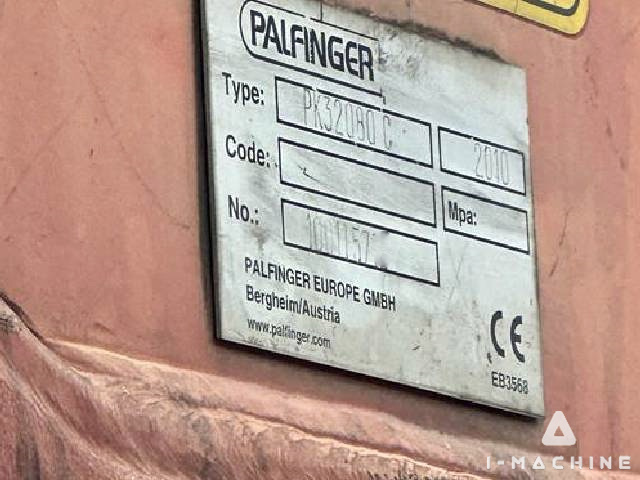 PALFINGER
Type: PK32080 C 2010
Code:
Mpa:
No.:
PALFINGER EUROPE GMBH
Bergheim/Austria
www.palfinger.com
CE
EB3568
I-MACHINE